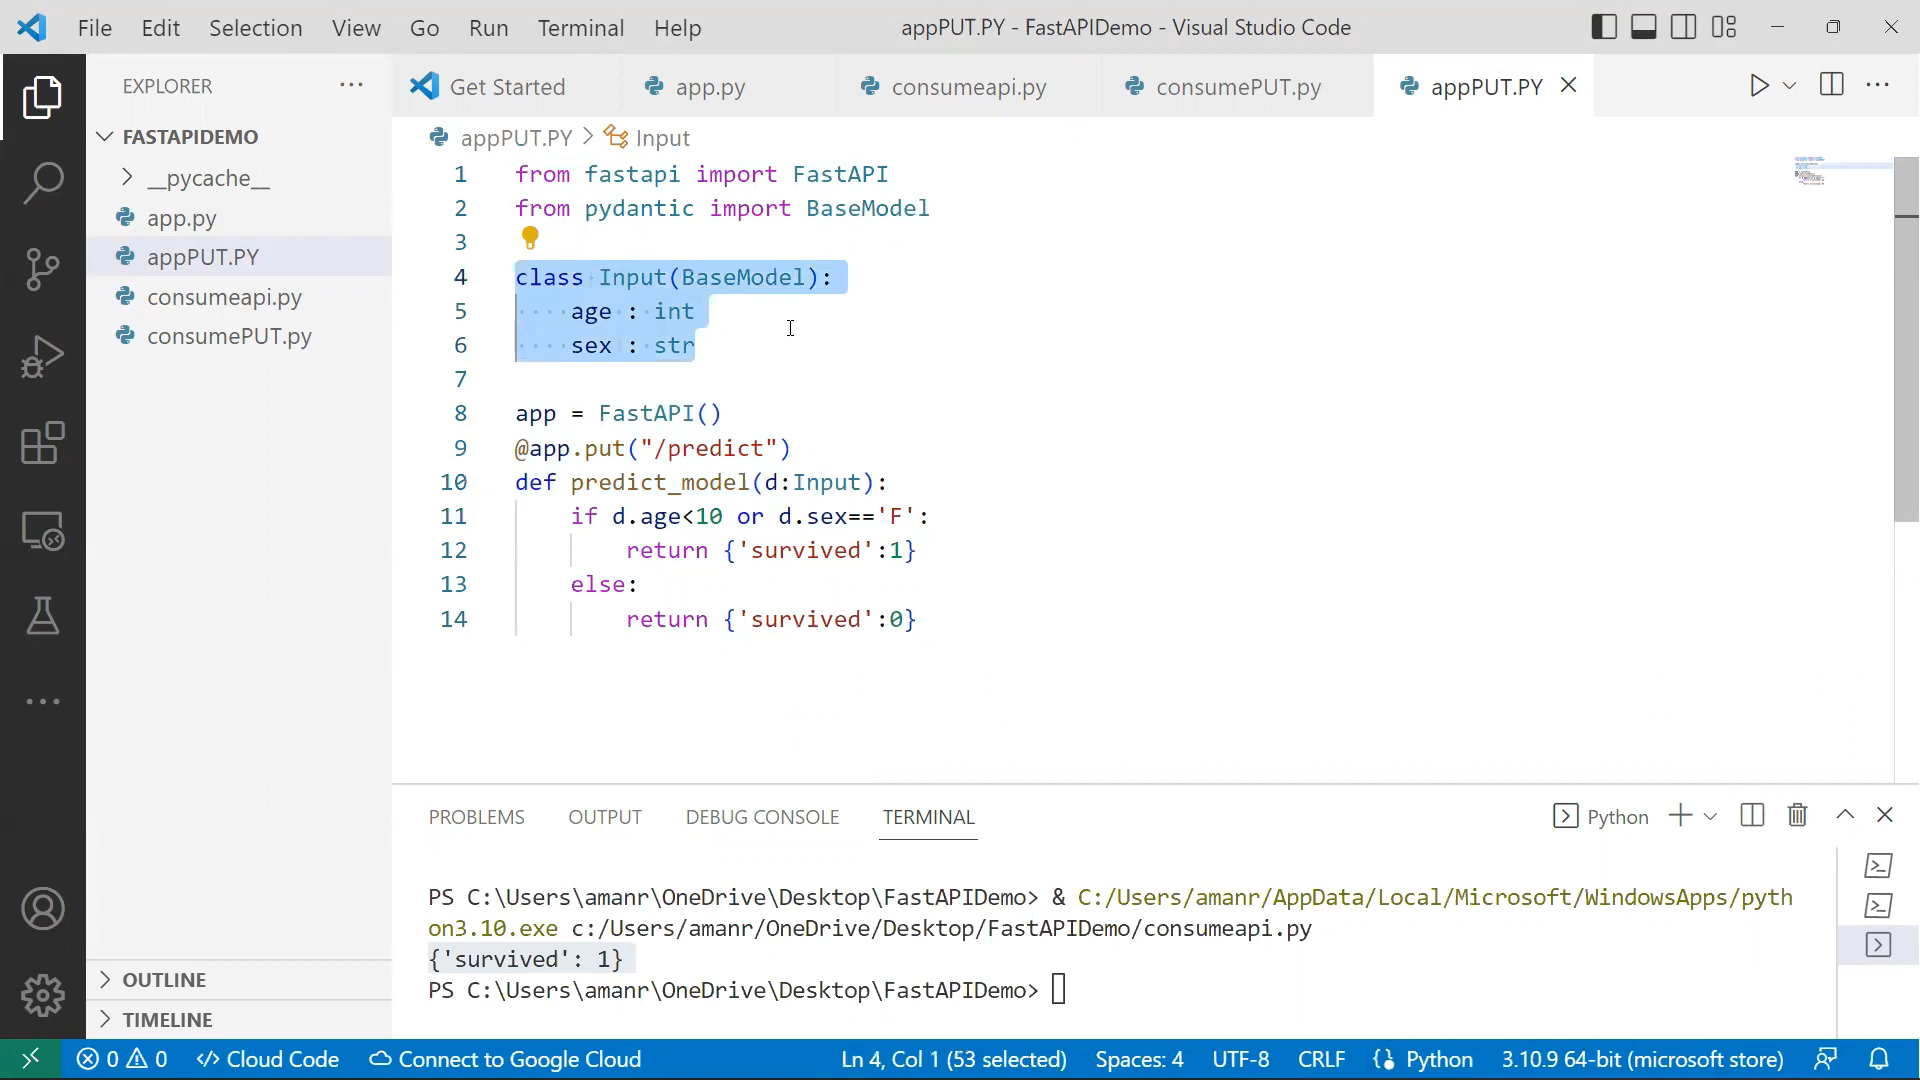 File Edit Selection View Go Run Terminal Help appPUT.PY - FastAPIDemo - Visual Studio Code
EXPLORER
Get Started app.py consumeapi.py consumePUT.py appPUT.PY
FASTAPIDEMO
__pycache__
app.py
appPUT.PY
consumeapi.py
consumePUT.py
appPUT.PY > Input
1 from fastapi import FastAPI
2 from pydantic import BaseModel
3
4 class Input(BaseModel):
5 age : int
6 sex : str
7
8 app = FastAPI()
9 @app.put("/predict")
10 def predict_model(d:Input):
11 if d.age<10 or d.sex=='F':
12 return {'survived':1}
13 else:
14 return {'survived':0}
PROBLEMS OUTPUT DEBUG CONSOLE TERMINAL Python
PS C:\Users\amanr\OneDrive\Desktop\FastAPIDemo> & C:/Users/amanr/AppData/Local/Microsoft/WindowsApps/pyth
on3.10.exe c:/Users/amanr/OneDrive/Desktop/FastAPIDemo/consumeapi.py
{'survived': 1}
PS C:\Users\amanr\OneDrive\Desktop\FastAPIDemo>
OUTLINE
TIMELINE
0 0 Cloud Code Connect to Google Cloud Ln 4, Col 1 (53 selected) Spaces: 4 UTF-8 CRLF Python 3.10.9 64-bit (microsoft store)